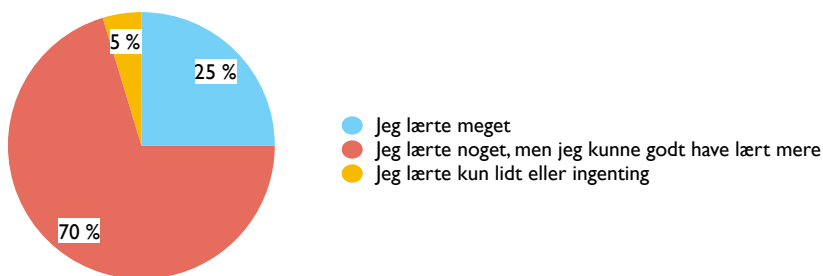 5 %
25 %
70 %
Jeg lærte meget
Jeg lærte noget, men jeg kunne godt have lært mere
Jeg lærte kun lidt eller ingenting